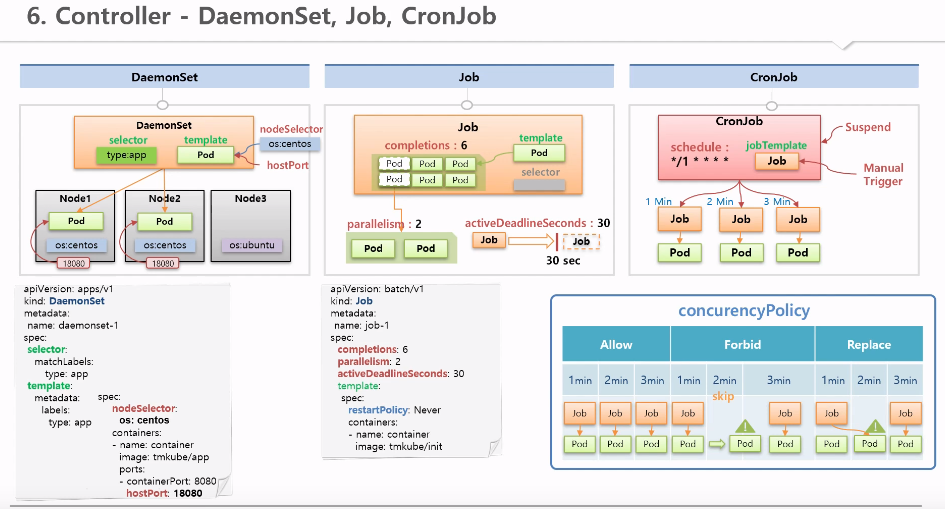 6. Controller - DaemonSet, Job, CronJob
DaemonSet
DaemonSet
selector
type:app
template
Pod
nodeSelector
os:centos
hostPort
Node1
Pod
os:centos
18080
Node2
Pod
os:centos
18080
Node3
os:ubuntu
Job
Job
completions : 6
Pod Pod Pod
Pod Pod Pod
template
Pod
selector
parallelism : 2
Pod Pod
activeDeadlineSeconds : 30
Job
Job
30 sec
CronJob
CronJob
schedule :
*/1 * * * *
jobTemplate
Job
Suspend
Manual
Trigger
1 Min 2 Min 3 Min
Job Job Job
Pod Pod Pod
apiVersion: apps/v1
kind: DaemonSet
metadata:
name: daemonset-1
spec:
selector:
matchLabels:
type: app
template:
metadata:
labels:
type: app
spec:
nodeSelector:
os: centos
containers:
- name: container
image: tmkube/app
ports:
- containerPort: 8080
hostPort: 18080
apiVersion: batch/v1
kind: Job
metadata:
name: job-1
spec:
completions: 6
parallelism: 2
activeDeadlineSeconds: 30
template:
spec:
restartPolicy: Never
containers:
- name: container
image: tmkube/init
concurencyPolicy
Allow Forbid Replace
1min 2min 3min 1min 2min 3min 1min 2min 3min
skip
Job Job Job Job Job Job Job
Pod Pod Pod Pod Pod Pod Pod Pod Pod